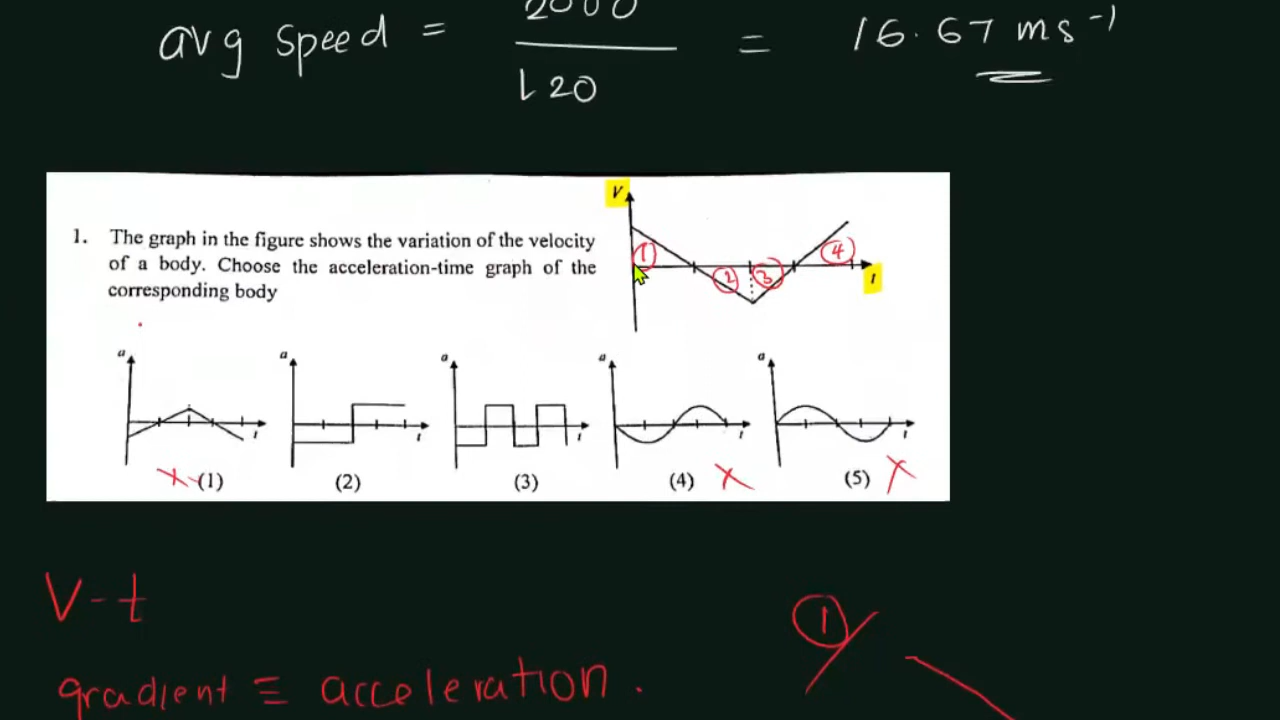 avg speed = 2000 / 120 = 16.67 ms⁻¹
1. The graph in the figure shows the variation of the velocity
of a body. Choose the acceleration-time graph of the
corresponding body
V
t
1 2 3 4
a a a a a
t t t t t
(1) (2) (3) (4) (5)
V-t
gradient ≡ acceleration.
1